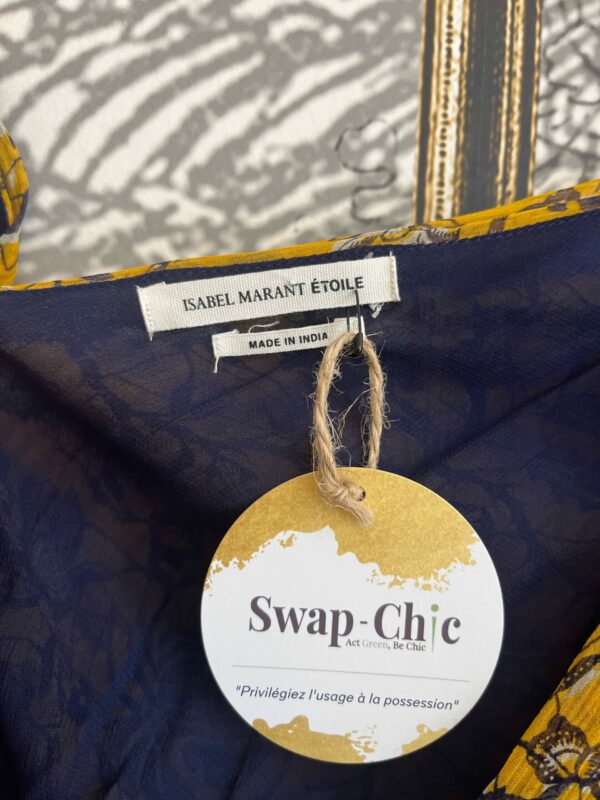 ISABEL MARANT ÉTOILE
MADE IN INDIA
Swap-Chic
Act Green, Be Chic
"Privilégiez l'usage à la possession"